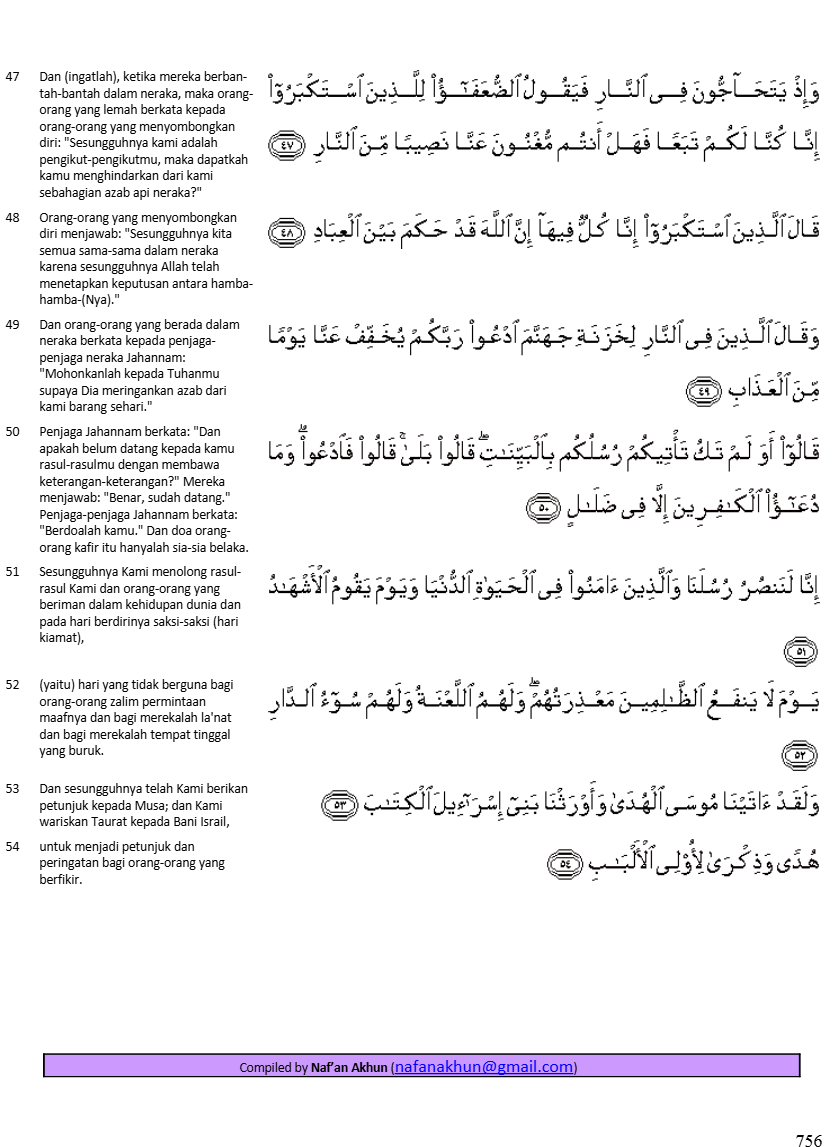 47 Dan (ingatlah), ketika mereka berban-
tah-bantah dalam neraka, maka orang-
orang yang lemah berkata kepada
orang-orang yang menyombongkan
diri: "Sesungguhnya kami adalah
pengikut-pengikutmu, maka dapatkah
kamu menghindarkan dari kami
sebahagian azab api neraka?"
وَإِذْ يَتَحَآجُّونَ فِى ٱلنَّارِ فَيَقُولُ ٱلضُّعَفَـٰٓؤُا۟ لِلَّذِينَ ٱسْتَكْبَرُوٓا۟
إِنَّا كُنَّا لَكُمْ تَبَعًا فَهَلْ أَنتُم مُّغْنُونَ عَنَّا نَصِيبًا مِّنَ ٱلنَّارِ ٤٧
48 Orang-orang yang menyombongkan
diri menjawab: "Sesungguhnya kita
semua sama-sama dalam neraka
karena sesungguhnya Allah telah
menetapkan keputusan antara hamba-
hamba-(Nya)."
قَالَ ٱلَّذِينَ ٱسْتَكْبَرُوٓا۟ إِنَّا كُلٌّ فِيهَآ إِنَّ ٱللَّهَ قَدْ حَكَمَ بَيْنَ ٱلْعِبَادِ ٤٨
49 Dan orang-orang yang berada dalam
neraka berkata kepada penjaga-
penjaga neraka Jahannam:
"Mohonkanlah kepada Tuhanmu
supaya Dia meringankan azab dari
kami barang sehari."
وَقَالَ ٱلَّذِينَ فِى ٱلنَّارِ لِخَزَنَةِ جَهَنَّمَ ٱدْعُوا۟ رَبَّكُمْ يُخَفِّفْ عَنَّا يَوْمًا
مِّنَ ٱلْعَذَابِ ٤٩
50 Penjaga Jahannam berkata: "Dan
apakah belum datang kepada kamu
rasul-rasulmu dengan membawa
keterangan-keterangan?" Mereka
menjawab: "Benar, sudah datang."
Penjaga-penjaga Jahannam berkata:
"Berdoalah kamu." Dan doa orang-
orang kafir itu hanyalah sia-sia belaka.
قَالُوٓا۟ أَوَ لَمْ تَكُ تَأْتِيكُمْ رُسُلُكُم بِٱلْبَيِّنَـٰتِ ۖ قَالُوا۟ بَلَىٰ ۚ قَالُوا۟ فَٱدْعُوا۟ ۗ وَمَا
دُعَـٰٓؤُا۟ ٱلْكَـٰفِرِينَ إِلَّا فِى ضَلَـٰلٍ ٥٠
51 Sesungguhnya Kami menolong rasul-
rasul Kami dan orang-orang yang
beriman dalam kehidupan dunia dan
pada hari berdirinya saksi-saksi (hari
kiamat),
إِنَّا لَنَنصُرُ رُسُلَنَا وَٱلَّذِينَ ءَامَنُوا۟ فِى ٱلْحَيَوٰةِ ٱلدُّنْيَا وَيَوْمَ يَقُومُ ٱلْأَشْهَـٰدُ
٥١
52 (yaitu) hari yang tidak berguna bagi
orang-orang zalim permintaan
maafnya dan bagi merekalah la'nat
dan bagi merekalah tempat tinggal
yang buruk.
يَوْمَ لَا يَنفَعُ ٱلظَّـٰلِمِينَ مَعْذِرَتُهُمْ ۖ وَلَهُمُ ٱللَّعْنَةُ وَلَهُمْ سُوٓءُ ٱلدَّارِ
٥٢
53 Dan sesungguhnya telah Kami berikan
petunjuk kepada Musa; dan Kami
wariskan Taurat kepada Bani Israil,
وَلَقَدْ ءَاتَيْنَا مُوسَى ٱلْهُدَىٰ وَأَوْرَثْنَا بَنِىٓ إِسْرَٰٓءِيلَ ٱلْكِتَـٰبَ ٥٣
54 untuk menjadi petunjuk dan
peringatan bagi orang-orang yang
berfikir.
هُدًى وَذِكْرَىٰ لِأُو۟لِى ٱلْأَلْبَـٰبِ ٥٤
Compiled by Naf’an Akhun (nafanakhun@gmail.com)
756